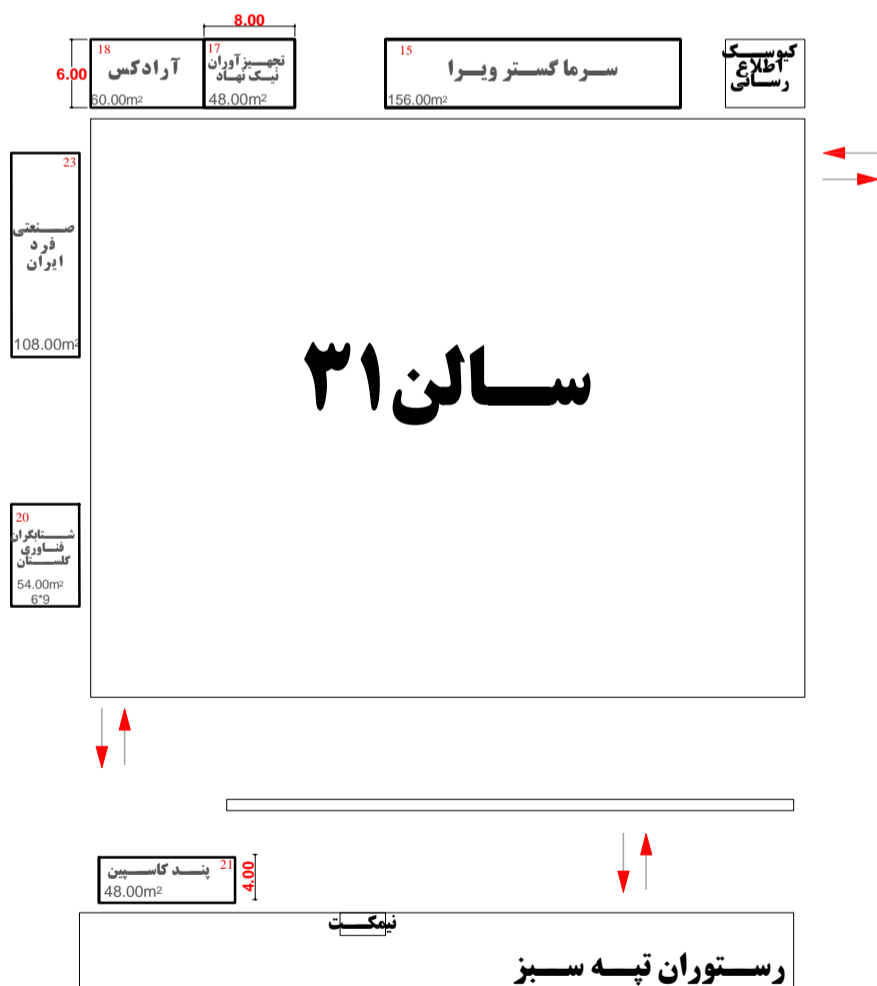 8.00
6.00
18
آرادکس
60.00m²
17
تجهیزآوران
نیک نهاد
48.00m²
15
سرما گستر ویرا
156.00m²
کیوسک
اطلاع
رسانی
23
صنعتی
فرد
ایران
108.00m²
سالن۳۱
20
شتابگران
فناوری
گلستان
54.00m²
6*9
21
پند کاسپین
48.00m²
4.00
نیمکت
رستوران تپه سبز